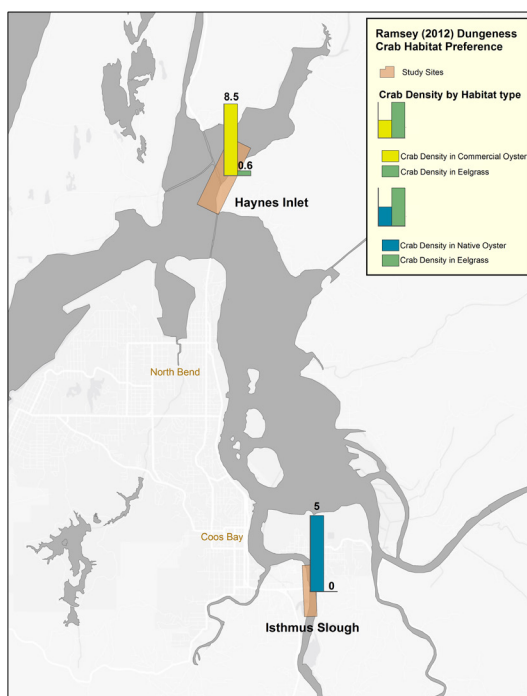 Ramsey (2012) Dungeness
Crab Habitat Preference
Study Sites
Crab Density by Habitat type
Crab Density in Commercial Oyster
Crab Density in Eelgrass
Crab Density in Native Oyster
Crab Density in Eelgrass
8.5
0.6
Haynes Inlet
North Bend
Coos Bay
5
0
Isthmus Slough